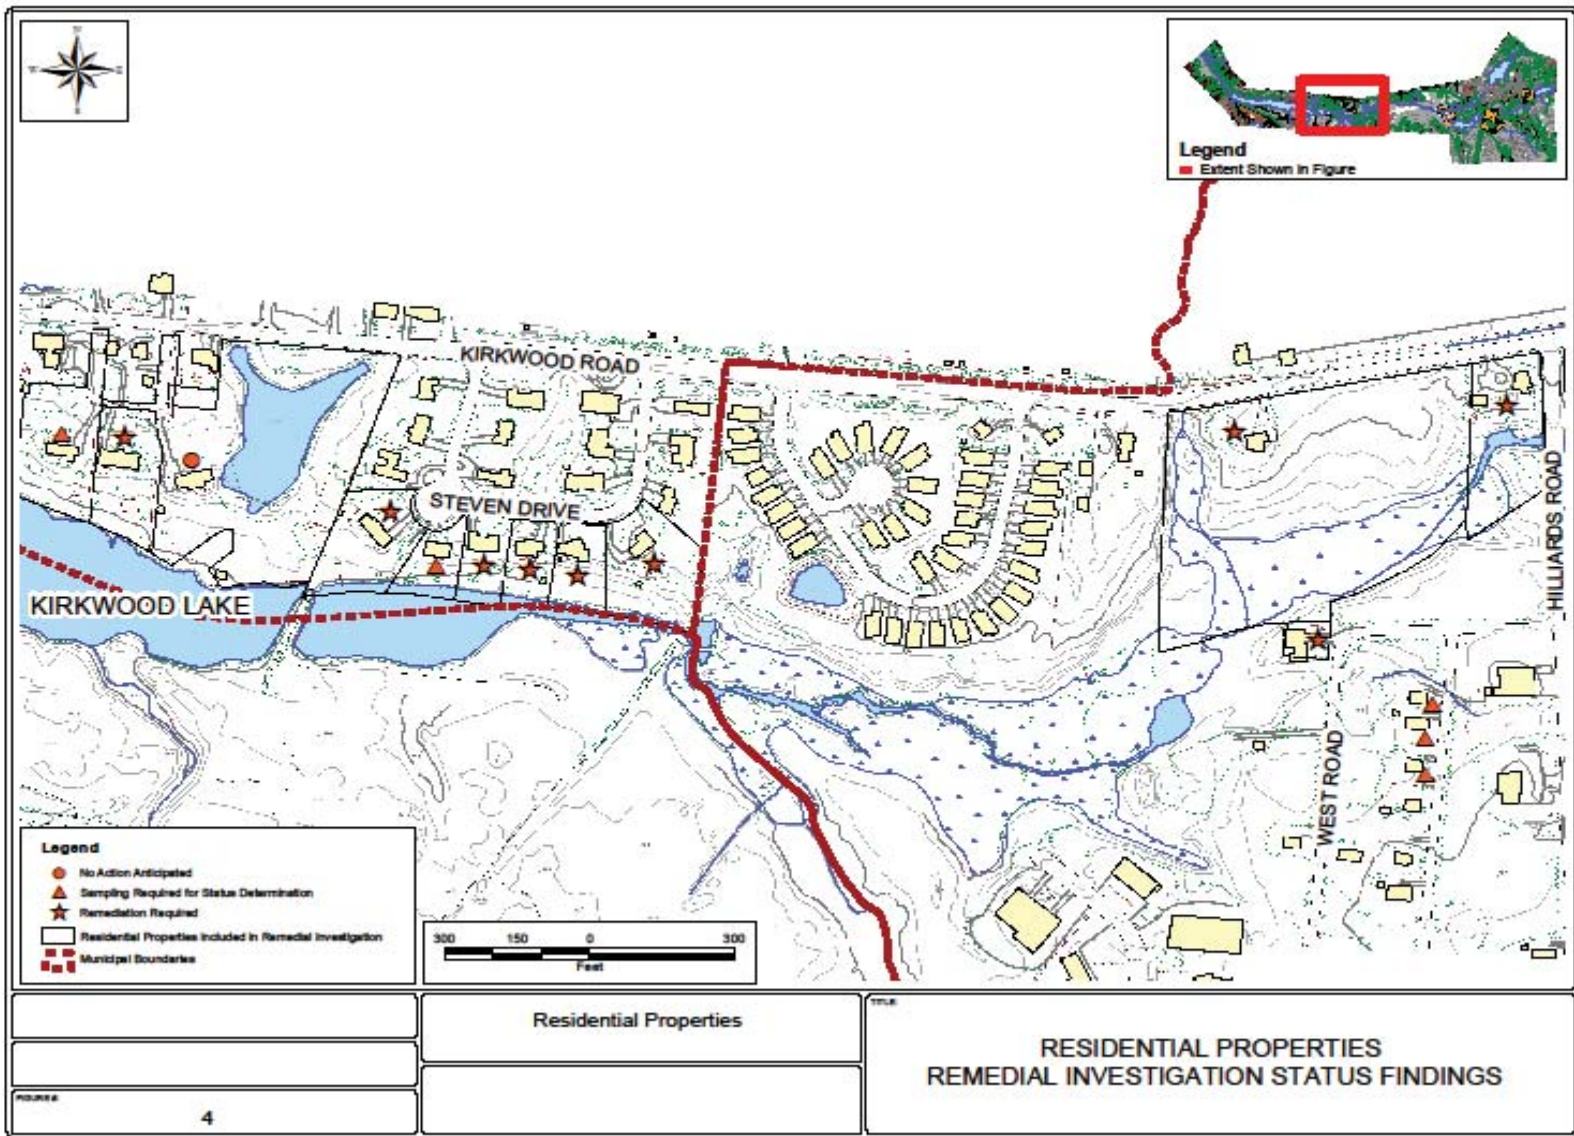 N
W E
S
Legend
Extent Shown in Figure
KIRKWOOD ROAD
STEVEN DRIVE
KIRKWOOD LAKE
HILLIARDS ROAD
WEST ROAD
Legend
No Action Anticipated
Sampling Required for Status Determination
Remediation Required
Residential Properties Included in Remedial Investigation
Municipal Boundaries
300 150 0 300
Feet
Residential Properties
TITLE
RESIDENTIAL PROPERTIES
REMEDIAL INVESTIGATION STATUS FINDINGS
4